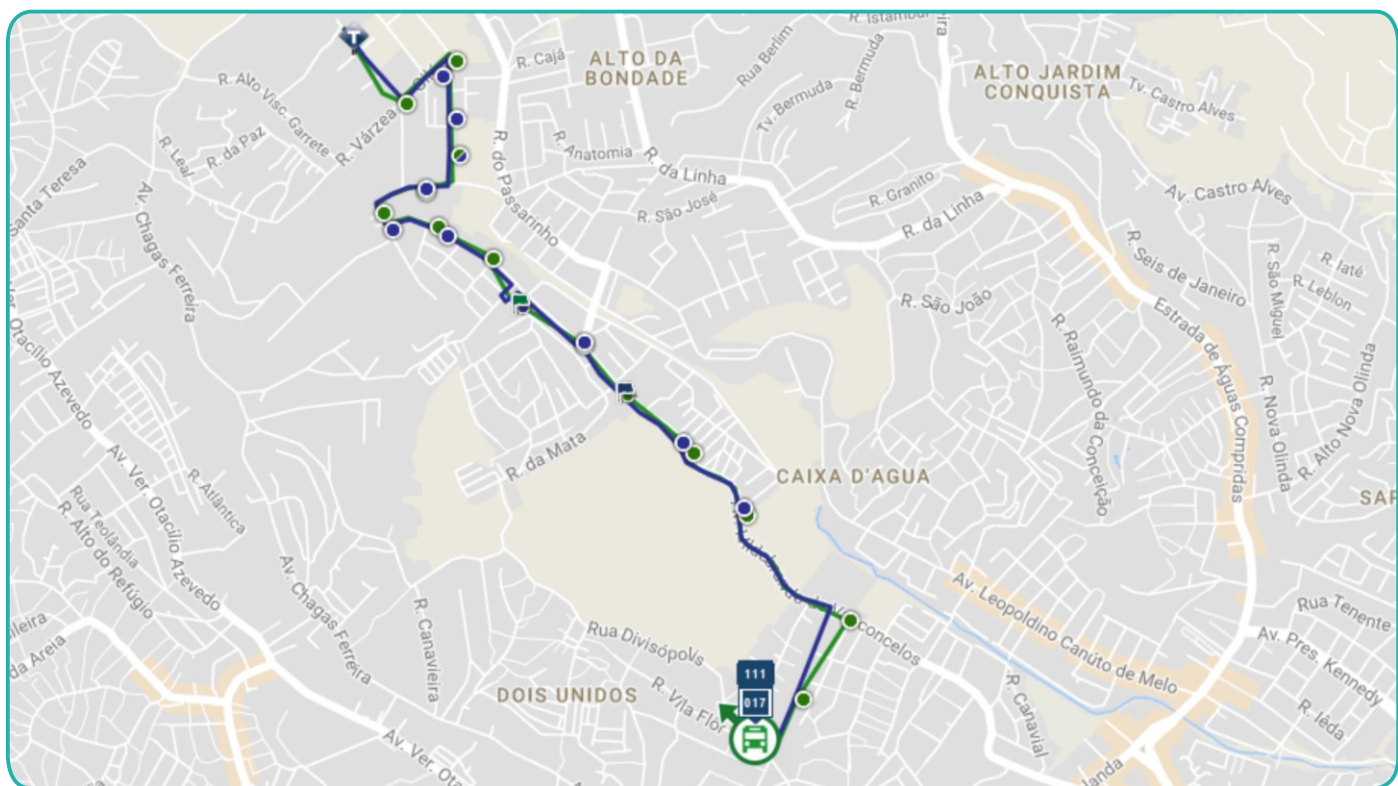 T
R. Istambul
R. Cajá
ALTO DA
BONDADE
Rua Berlim
R. Bermuda
Tv. Bermuda
ALTO JARDIM
CONQUISTA
Tv. Castro Alves
R. Alto Visc. Garrete
R. Várzea
R. da Paz
R. Leal
R. do Passarinho
R. Anatomia
R. da Linha
R. Granito
Av. Castro Alves
Santa Teresa
Av. Chagas Ferreira
R. São José
R. da Linha
R. Seis de Janeiro
R. São Miguel
R. Iaté
R. Leblon
R. São João
Otacílio Azevedo
Estrada de Águas Compridas
R. Raimundo da Conceição
R. Nova Olinda
R. Alto Nova Olinda
R. da Mata
CAIXA D'AGUA
Av. Ver. Otacílio Azevedo
R. Atlântica
Rua Teolândia
R. Alto do Refúgio
Av. Chagas Ferreira
R. Canavieira
Av. Leopoldino Canúto de Melo
Rua Tenente
Av. Pres. Kennedy
da Areia
Rua Divisópolis
DOIS UNIDOS
R. Vila Flór
111
017
R. Canavial
R. Iêda
Av. Ver. Ota